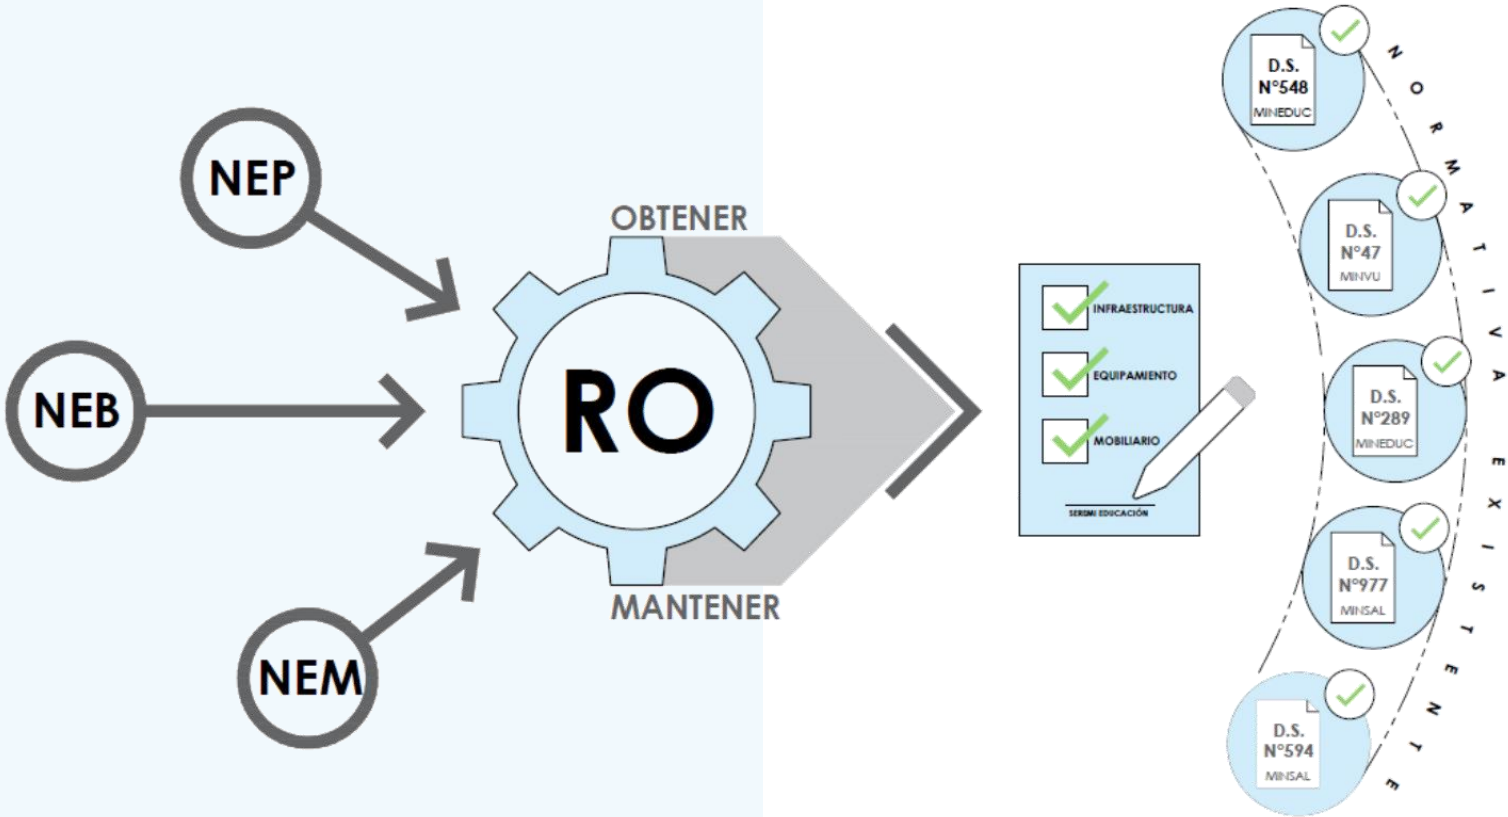 NEP
NEB
NEM
OBTENER
RO
MANTENER
INFRAESTRUCTURA
EQUIPAMIENTO
MOBILIARIO
SEREMI EDUCACIÓN
D.S.
N°548
MINEDUC
D.S.
N°47
MINVU
D.S.
N°289
MINEDUC
D.S.
N°977
MINSAL
D.S.
N°594
MINSAL
NORMATIVA EXISTENTE